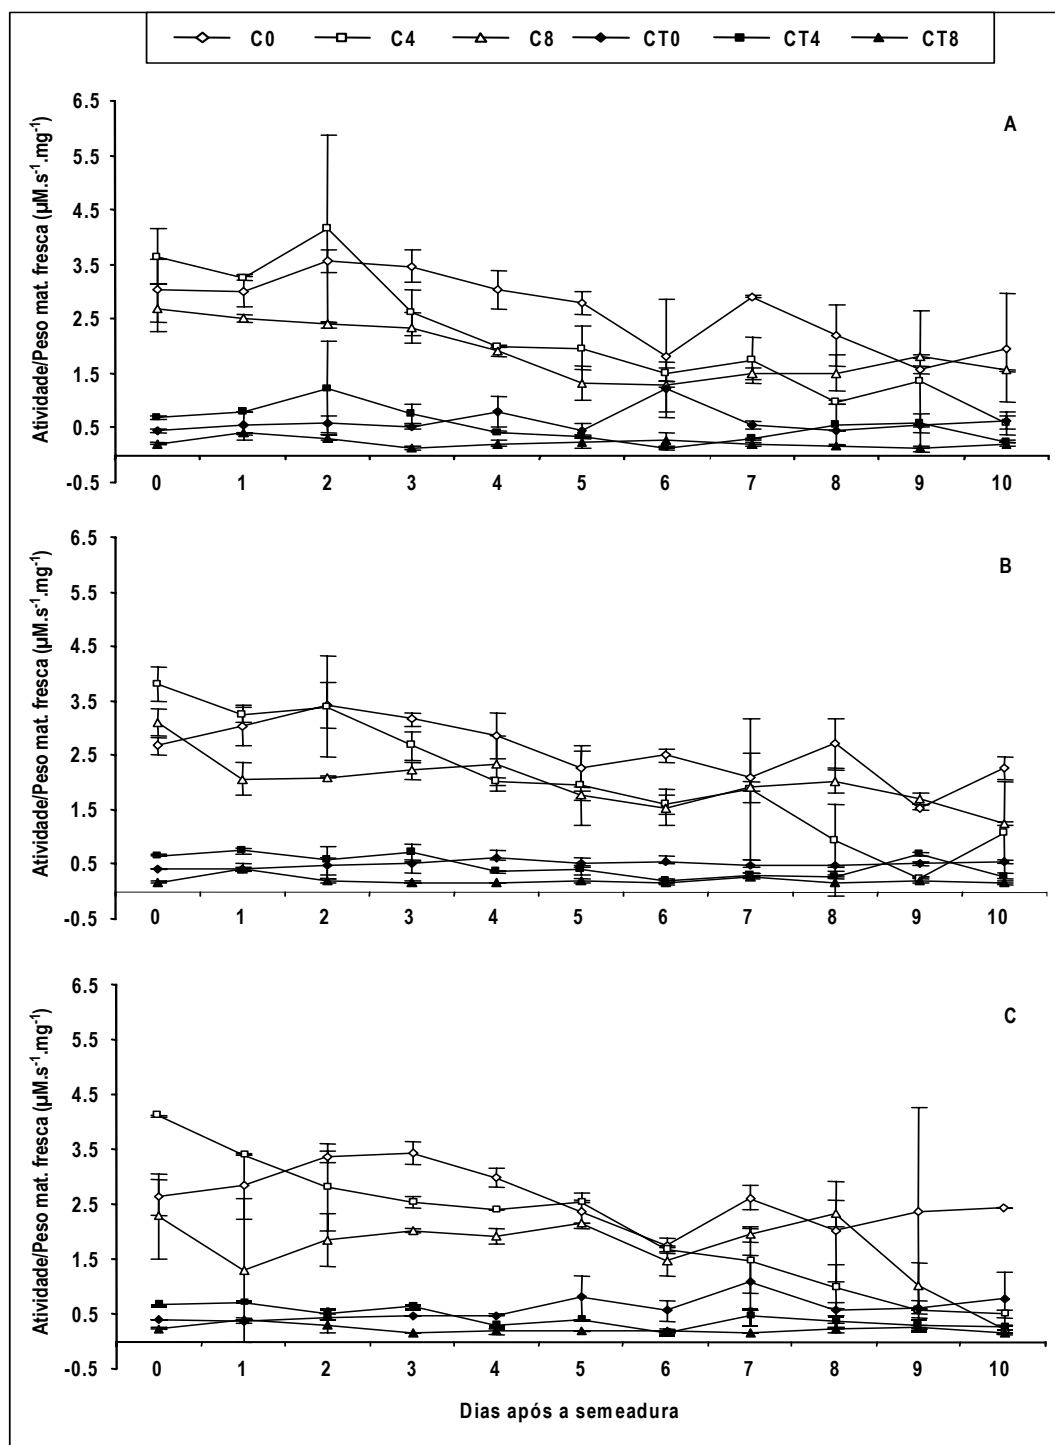 C0 C4 C8 CT0 CT4 CT8
A
Atividade/Peso mat. fresca (µM.s⁻¹.mg⁻¹)
6.5
5.5
4.5
3.5
2.5
1.5
0.5
-0.5
0 1 2 3 4 5 6 7 8 9 10
B
Atividade/Peso mat. fresca (µM.s⁻¹.mg⁻¹)
6.5
5.5
4.5
3.5
2.5
1.5
0.5
-0.5
0 1 2 3 4 5 6 7 8 9 10
C
Atividade/Peso mat. fresca (µM.s⁻¹.mg⁻¹)
6.5
5.5
4.5
3.5
2.5
1.5
0.5
-0.5
0 1 2 3 4 5 6 7 8 9 10
Dias após a semeadura